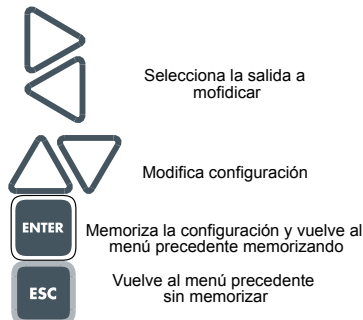 Selecciona la salida a
mofidicar
Modifica configuración
ENTER
Memoriza la configuración y vuelve al
menú precedente memorizando
ESC
Vuelve al menú precedente
sin memorizar